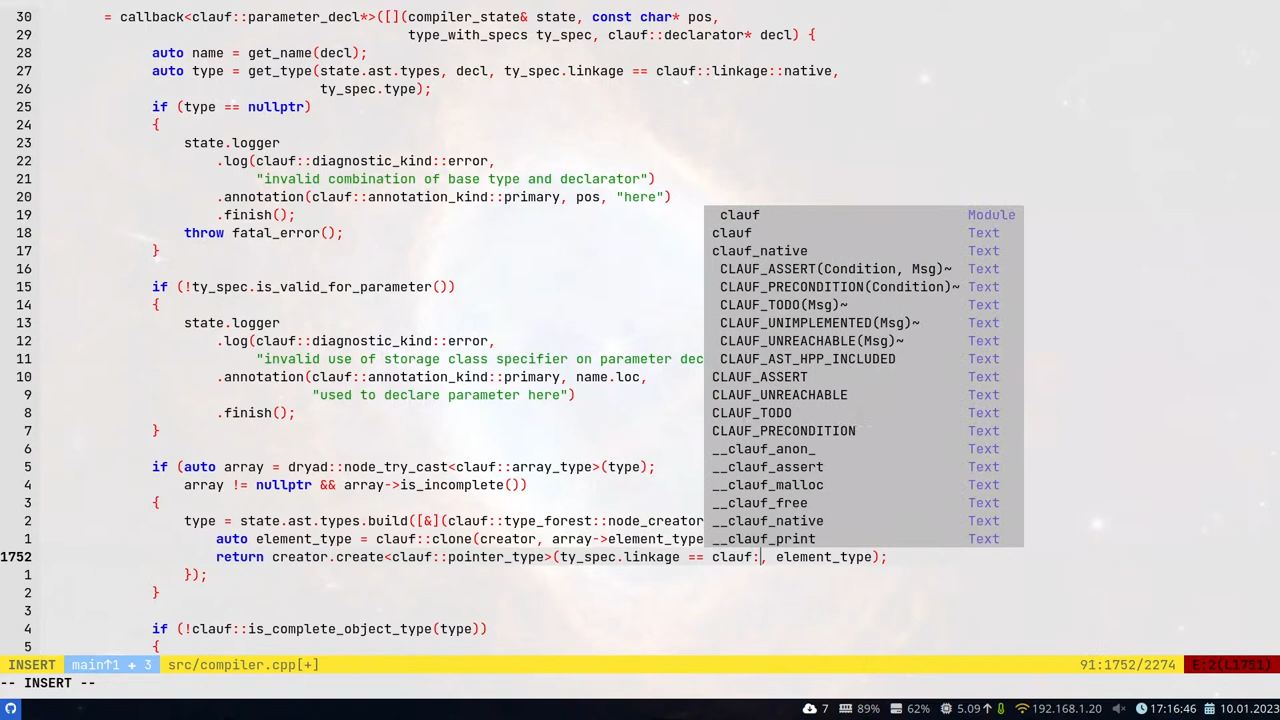 30         = callback<clauf::parameter_decl*>([](compiler_state& state, const char* pos,
29                                               type_with_specs ty_spec, clauf::declarator* decl) {
28               auto name = get_name(decl);
27               auto type = get_type(state.ast.types, decl, ty_spec.linkage == clauf::linkage::native,
26                                    ty_spec.type);
25               if (type == nullptr)
24               {
23                   state.logger
22                       .log(clauf::diagnostic_kind::error,
21                            "invalid combination of base type and declarator")
20                       .annotation(clauf::annotation_kind::primary, pos, "here")
19                       .finish();
18                   throw fatal_error();
17               }
16
15               if (!ty_spec.is_valid_for_parameter())
14               {
13                   state.logger
12                       .log(clauf::diagnostic_kind::error,
11                            "invalid use of storage class specifier on parameter dec
10                       .annotation(clauf::annotation_kind::primary, name.loc,
9                                   "used to declare parameter here")
8                       .finish();
7               }
6
5               if (auto array = dryad::node_try_cast<clauf::array_type>(type);
4                   array != nullptr && array->is_incomplete())
3               {
2                   type = state.ast.types.build([&](clauf::type_forest::node_creator
1                       auto element_type = clauf::clone(creator, array->element_type
1752                       return creator.create<clauf::pointer_type>(ty_spec.linkage == clauf:, element_type);
1                   });
2               }
3
4               if (!clauf::is_complete_object_type(type))
5               {
clauf Module
clauf Text
clauf_native Text
CLAUF_ASSERT(Condition, Msg)~ Text
CLAUF_PRECONDITION(Condition)~ Text
CLAUF_TODO(Msg)~ Text
CLAUF_UNIMPLEMENTED(Msg)~ Text
CLAUF_UNREACHABLE(Msg)~ Text
CLAUF_AST_HPP_INCLUDED Text
CLAUF_ASSERT Text
CLAUF_UNREACHABLE Text
CLAUF_TODO Text
CLAUF_PRECONDITION Text
__clauf_anon_ Text
__clauf_assert Text
__clauf_malloc Text
__clauf_free Text
__clauf_native Text
__clauf_print Text
INSERT main↑1 + 3 src/compiler.cpp[+] 91:1752/2274 E:2(L1751)
-- INSERT --
7 89% 62% 5.09 192.168.1.20 17:16:46 10.01.2023